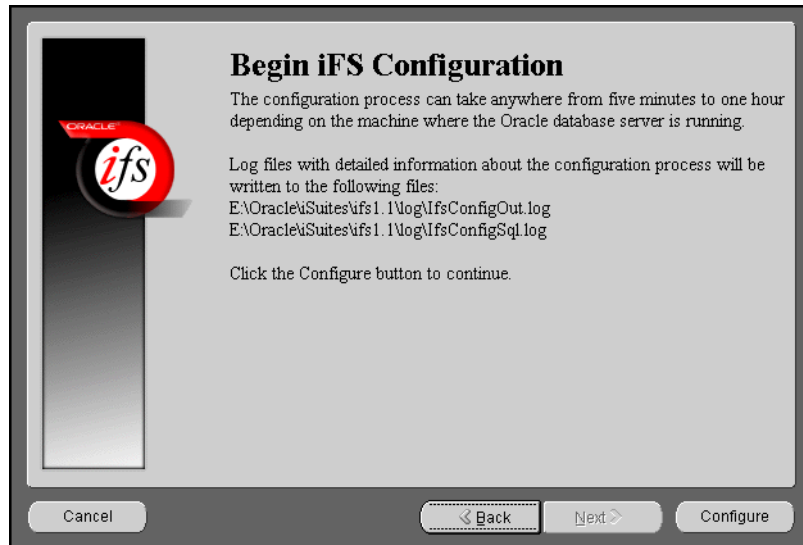 Begin iFS Configuration
The configuration process can take anywhere from five minutes to one hour
depending on the machine where the Oracle database server is running.
Log files with detailed information about the configuration process will be
written to the following files:
E:\Oracle\iSuites\ifs1.1\log\IfsConfigOut.log
E:\Oracle\iSuites\ifs1.1\log\IfsConfigSql.log
Click the Configure button to continue.
ORACLE
ifs
Cancel
Back
Next
Configure